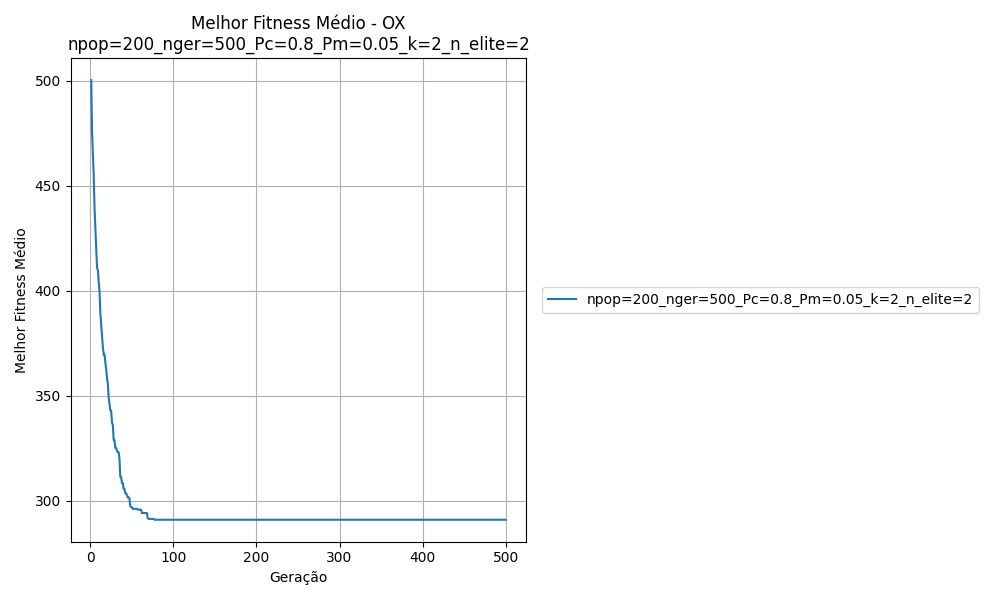 Melhor Fitness Médio - OX
npop=200_nger=500_Pc=0.8_Pm=0.05_k=2_n_elite=2
500
450
400
350
300
Melhor Fitness Médio
0 100 200 300 400 500
Geração
npop=200_nger=500_Pc=0.8_Pm=0.05_k=2_n_elite=2